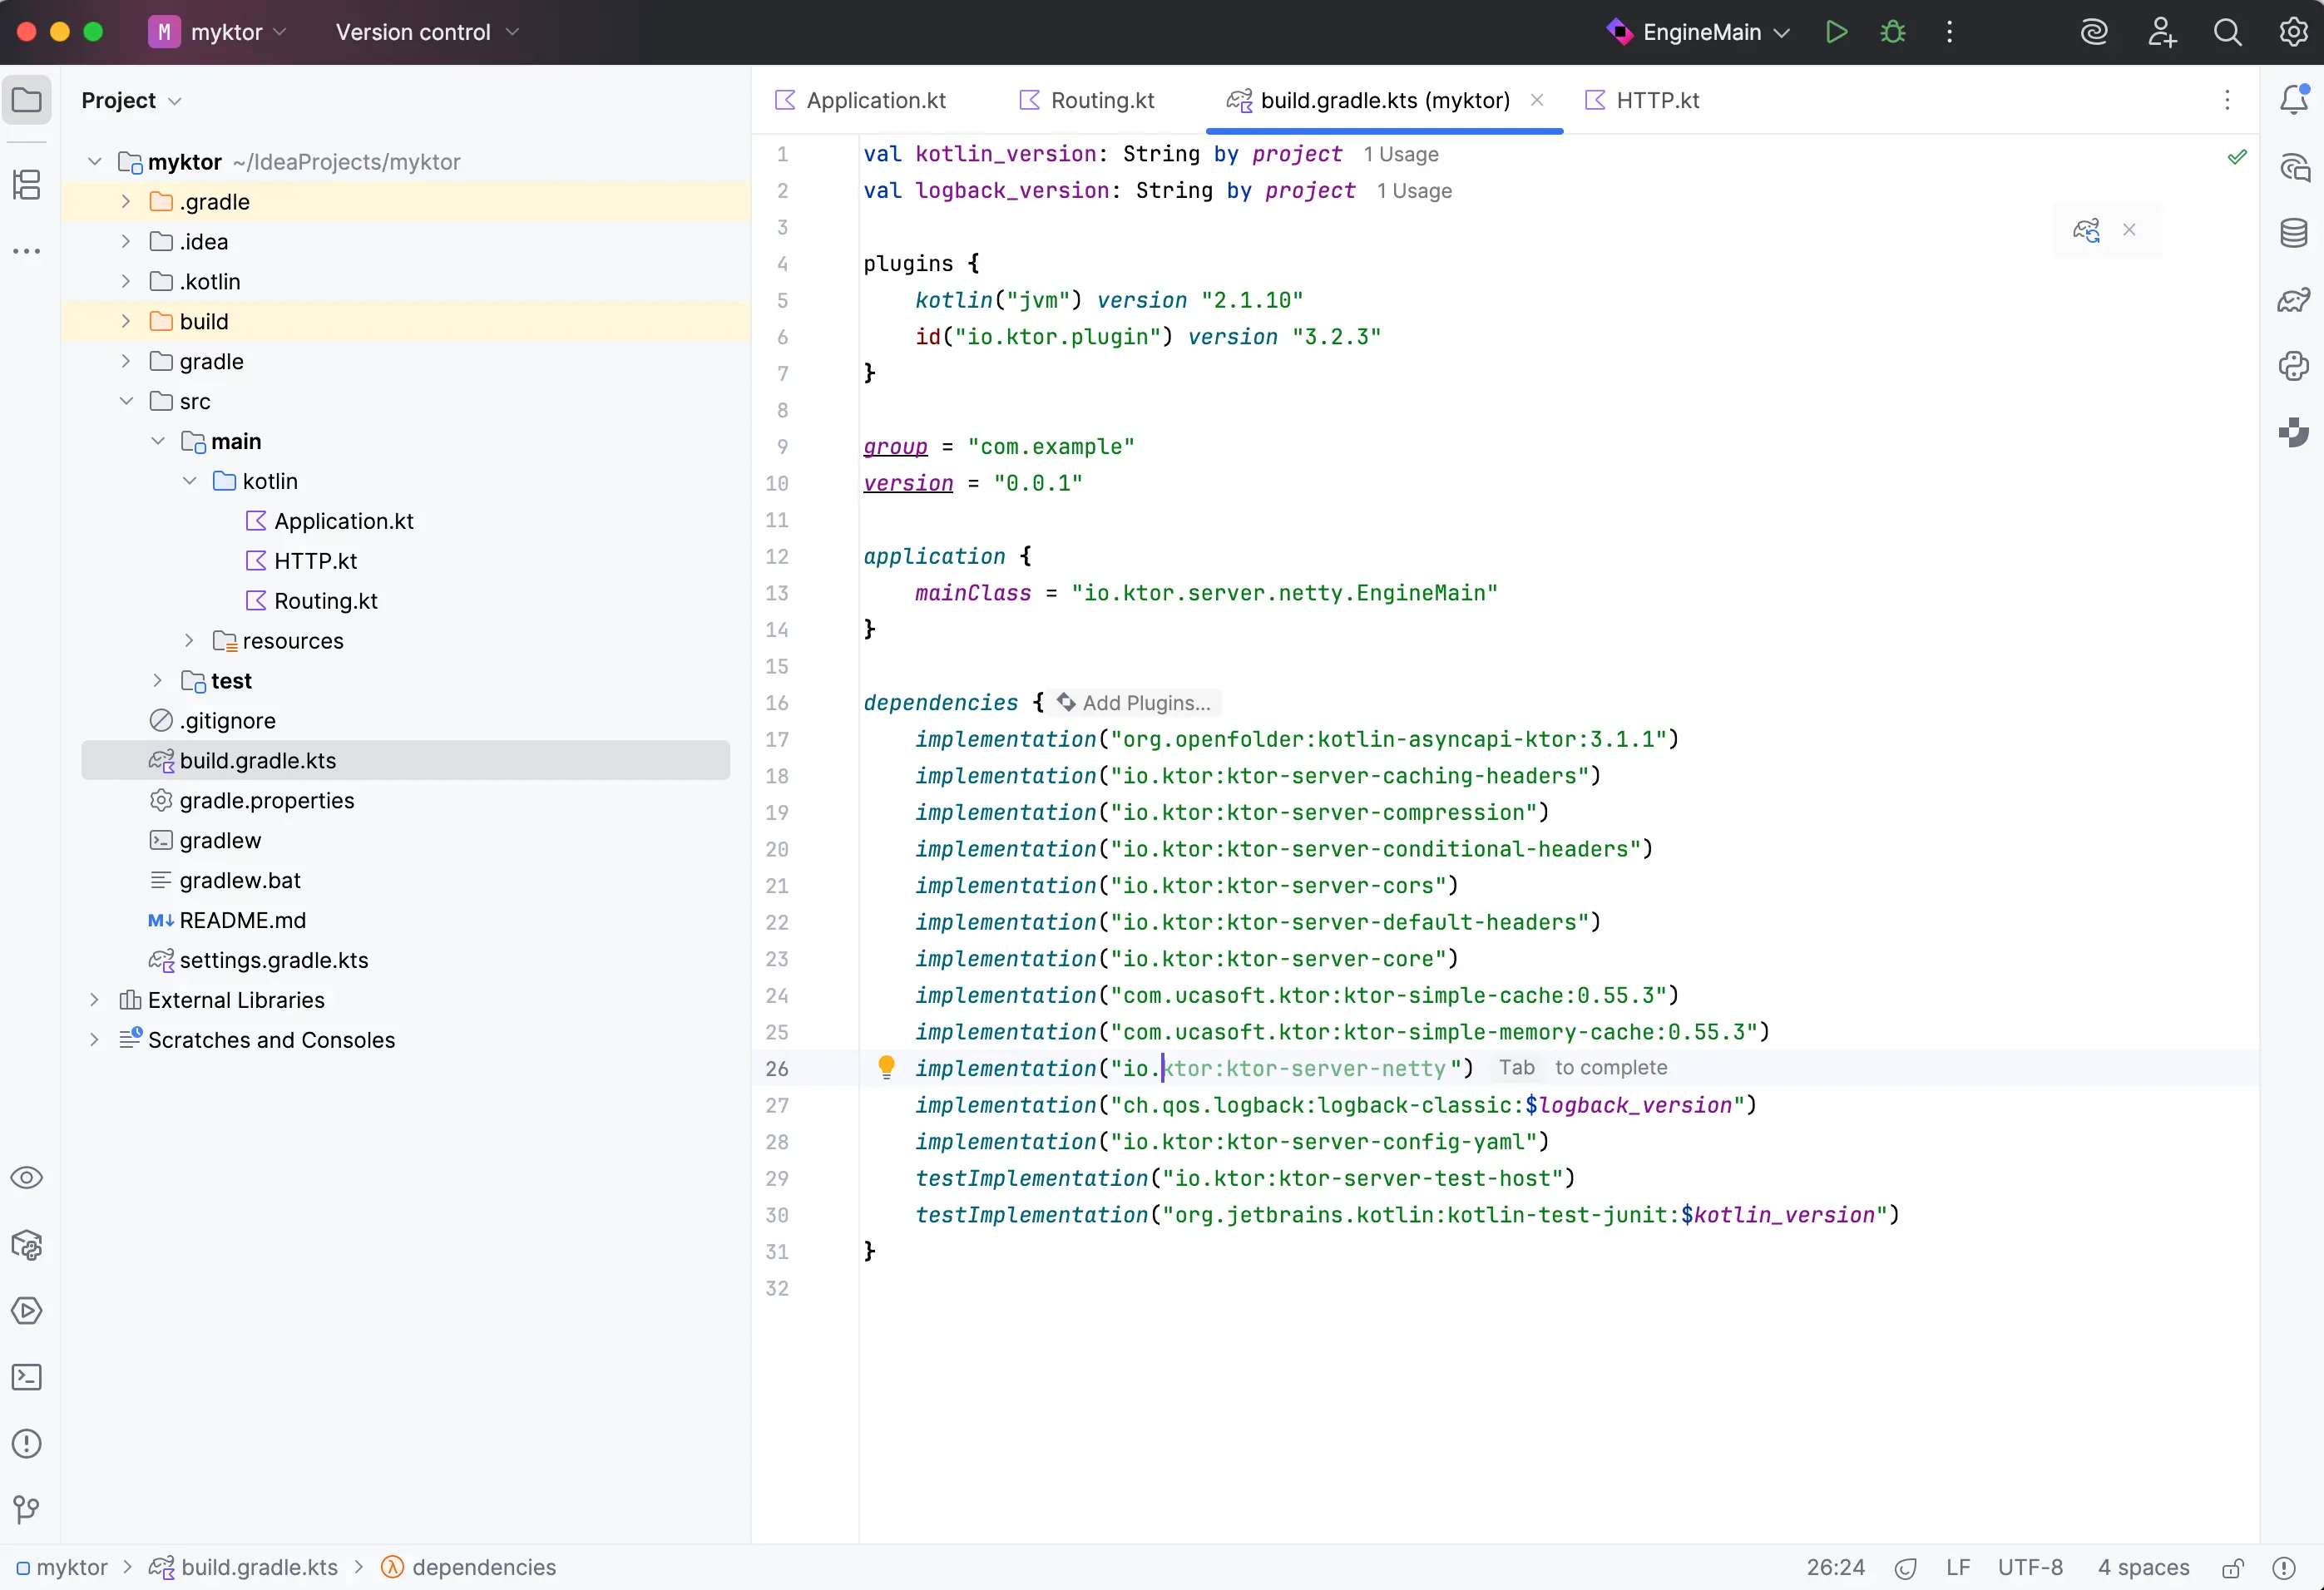 M myktor Version control EngineMain
Project
myktor ~/IdeaProjects/myktor
.gradle
.idea
.kotlin
build
gradle
src
main
kotlin
Application.kt
HTTP.kt
Routing.kt
resources
test
.gitignore
build.gradle.kts
gradle.properties
gradlew
gradlew.bat
M↓ README.md
settings.gradle.kts
External Libraries
Scratches and Consoles
Application.kt Routing.kt build.gradle.kts (myktor) HTTP.kt
1 val kotlin_version: String by project 1 Usage
2 val logback_version: String by project 1 Usage
3
4 plugins {
5 kotlin("jvm") version "2.1.10"
6 id("io.ktor.plugin") version "3.2.3"
7 }
8
9 group = "com.example"
10 version = "0.0.1"
11
12 application {
13 mainClass = "io.ktor.server.netty.EngineMain"
14 }
15
16 dependencies { Add Plugins...
17 implementation("org.openfolder:kotlin-asyncapi-ktor:3.1.1")
18 implementation("io.ktor:ktor-server-caching-headers")
19 implementation("io.ktor:ktor-server-compression")
20 implementation("io.ktor:ktor-server-conditional-headers")
21 implementation("io.ktor:ktor-server-cors")
22 implementation("io.ktor:ktor-server-default-headers")
23 implementation("io.ktor:ktor-server-core")
24 implementation("com.ucasoft.ktor:ktor-simple-cache:0.55.3")
25 implementation("com.ucasoft.ktor:ktor-simple-memory-cache:0.55.3")
26 implementation("io.ktor:ktor-server-netty") Tab to complete
27 implementation("ch.qos.logback:logback-classic:$logback_version")
28 implementation("io.ktor:ktor-server-config-yaml")
29 testImplementation("io.ktor:ktor-server-test-host")
30 testImplementation("org.jetbrains.kotlin:kotlin-test-junit:$kotlin_version")
31 }
32
myktor > build.gradle.kts > dependencies 26:24 LF UTF-8 4 spaces